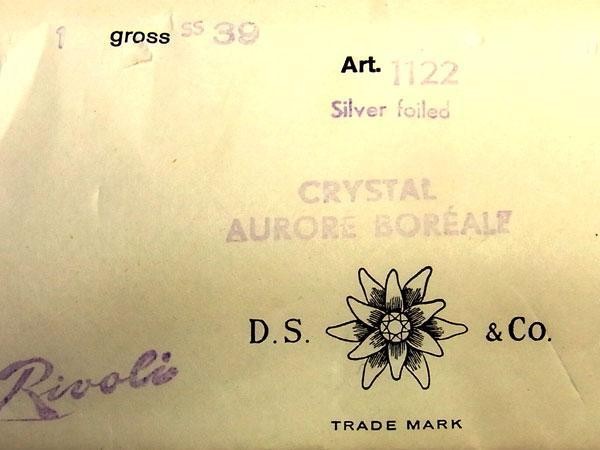 1 gross SS 39
Art. 1122
Silver foiled
CRYSTAL
AURORE BORÉALE
D.S. & Co.
Rivoli
TRADE MARK